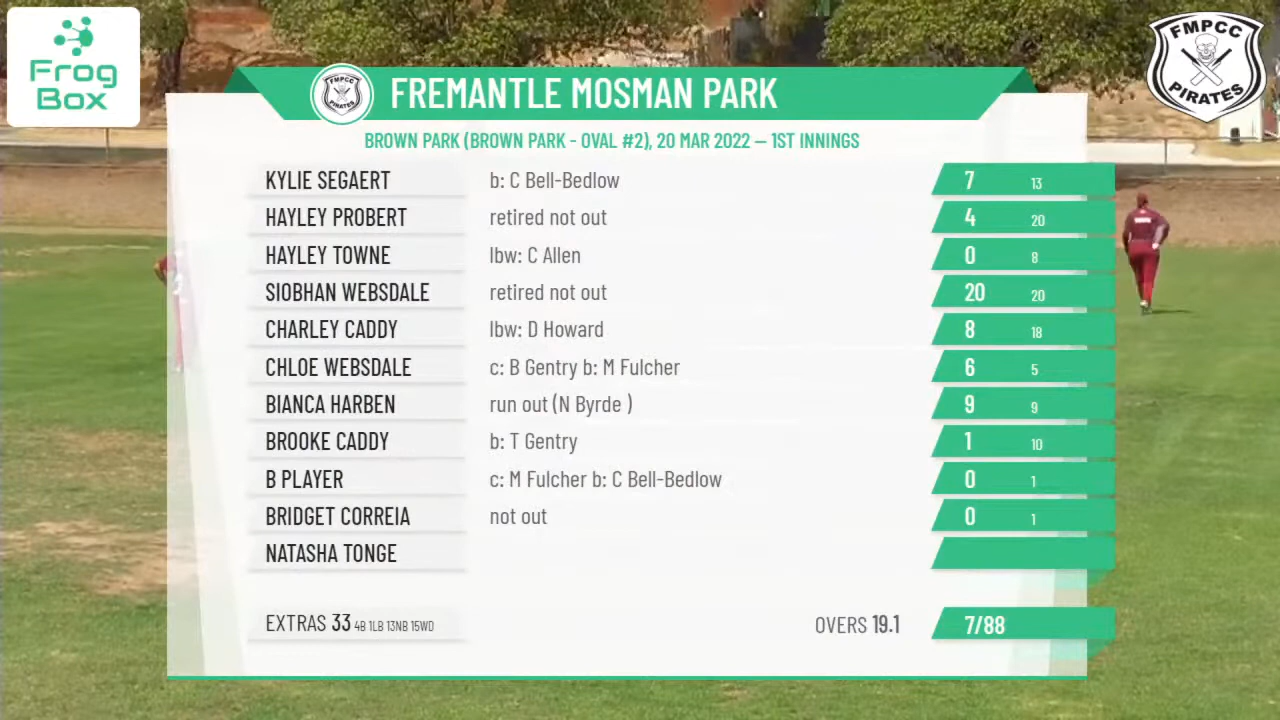 Frog
Box
FMPCC
PIRATES
FMPCC
PIRATES
FREMANTLE MOSMAN PARK
BROWN PARK (BROWN PARK - OVAL #2), 20 MAR 2022 – 1ST INNINGS
KYLIE SEGAERT b: C Bell-Bedlow 7 13
HAYLEY PROBERT retired not out 4 20
HAYLEY TOWNE lbw: C Allen 0 8
SIOBHAN WEBSDALE retired not out 20 20
CHARLEY CADDY lbw: D Howard 8 18
CHLOE WEBSDALE c: B Gentry b: M Fulcher 6 5
BIANCA HARBEN run out (N Byrde ) 9 9
BROOKE CADDY b: T Gentry 1 10
B PLAYER c: M Fulcher b: C Bell-Bedlow 0 1
BRIDGET CORREIA not out 0 1
NATASHA TONGE
EXTRAS 33 4B 1LB 13NB 15WD OVERS 19.1 7/88